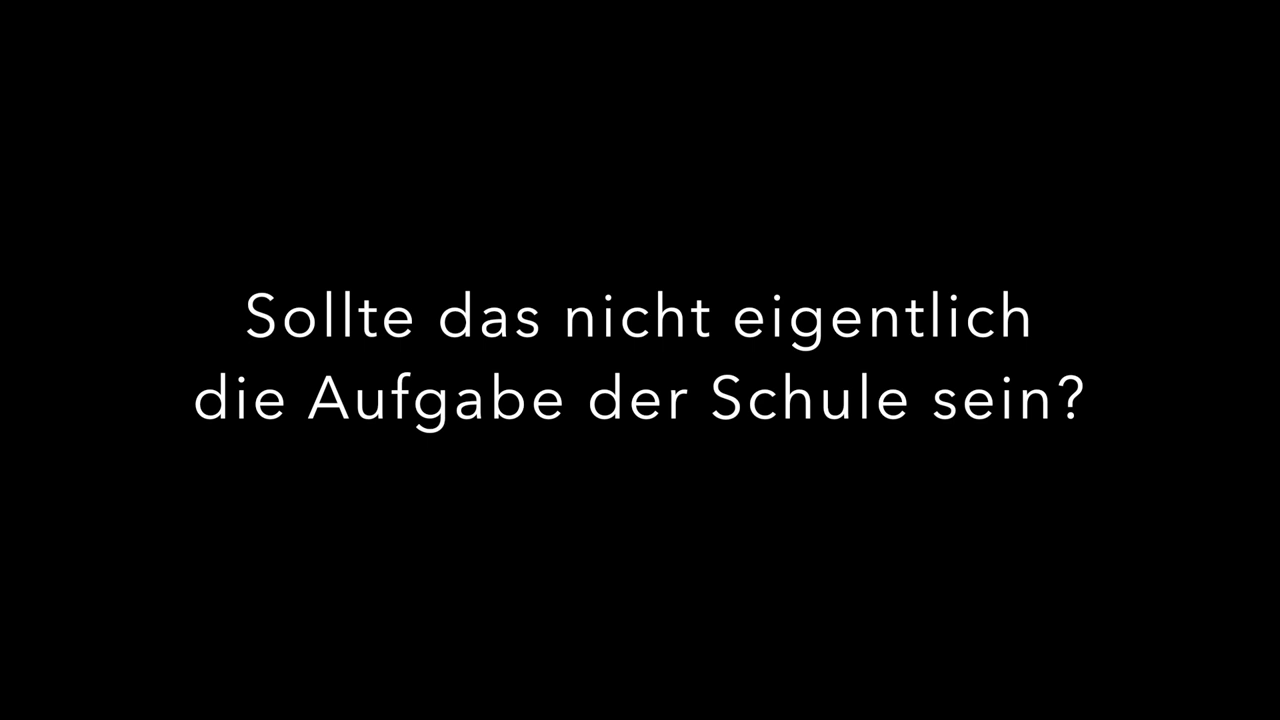 Sollte das nicht eigentlich
die Aufgabe der Schule sein?